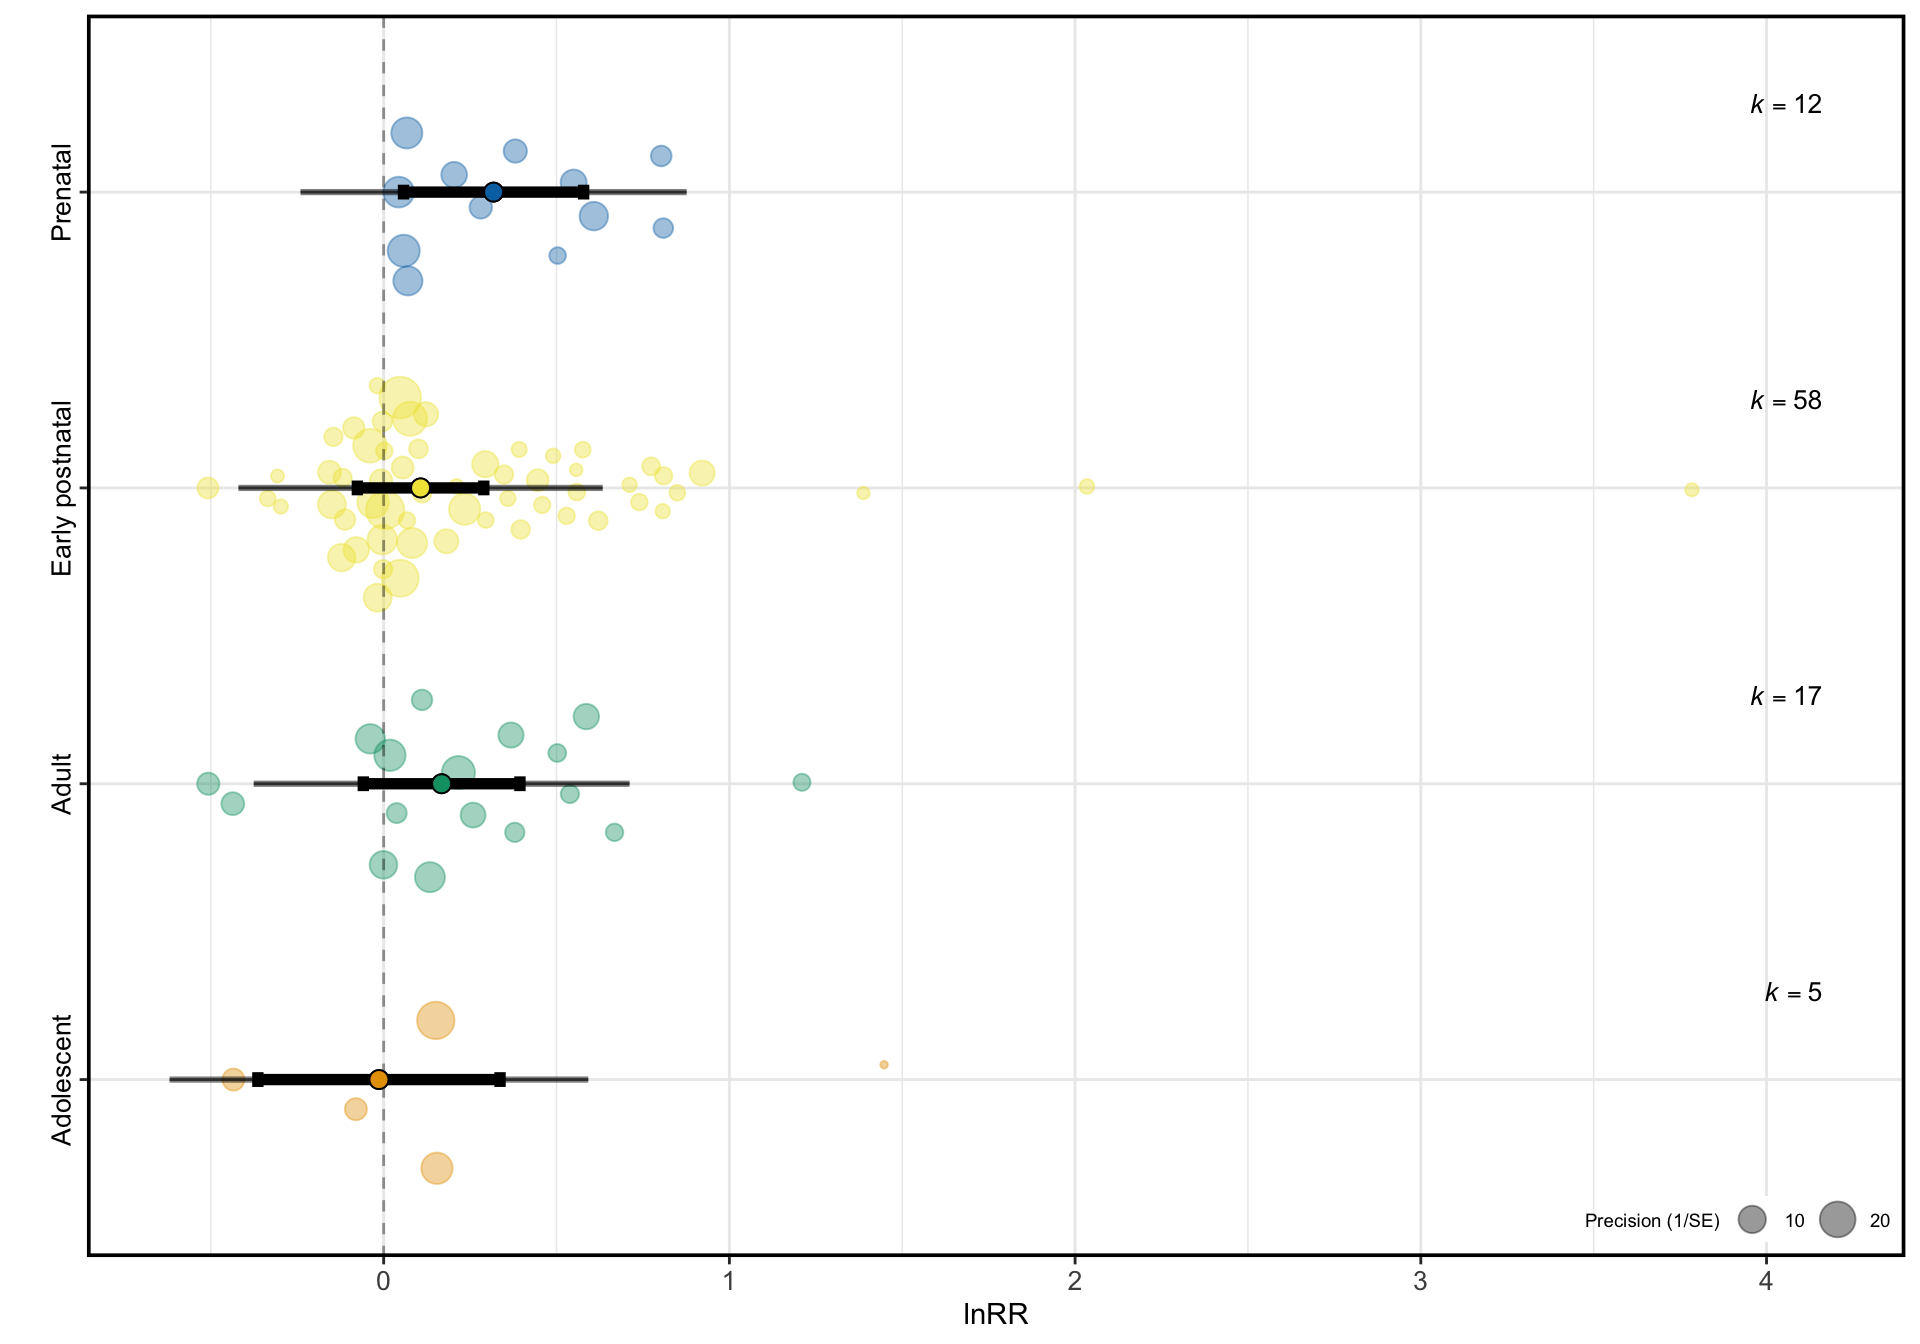 Prenatal
k = 12
Early postnatal
k = 58
Adult
k = 17
Adolescent
k = 5
Precision (1/SE) 10 20
0 1 2 3 4
lnRR